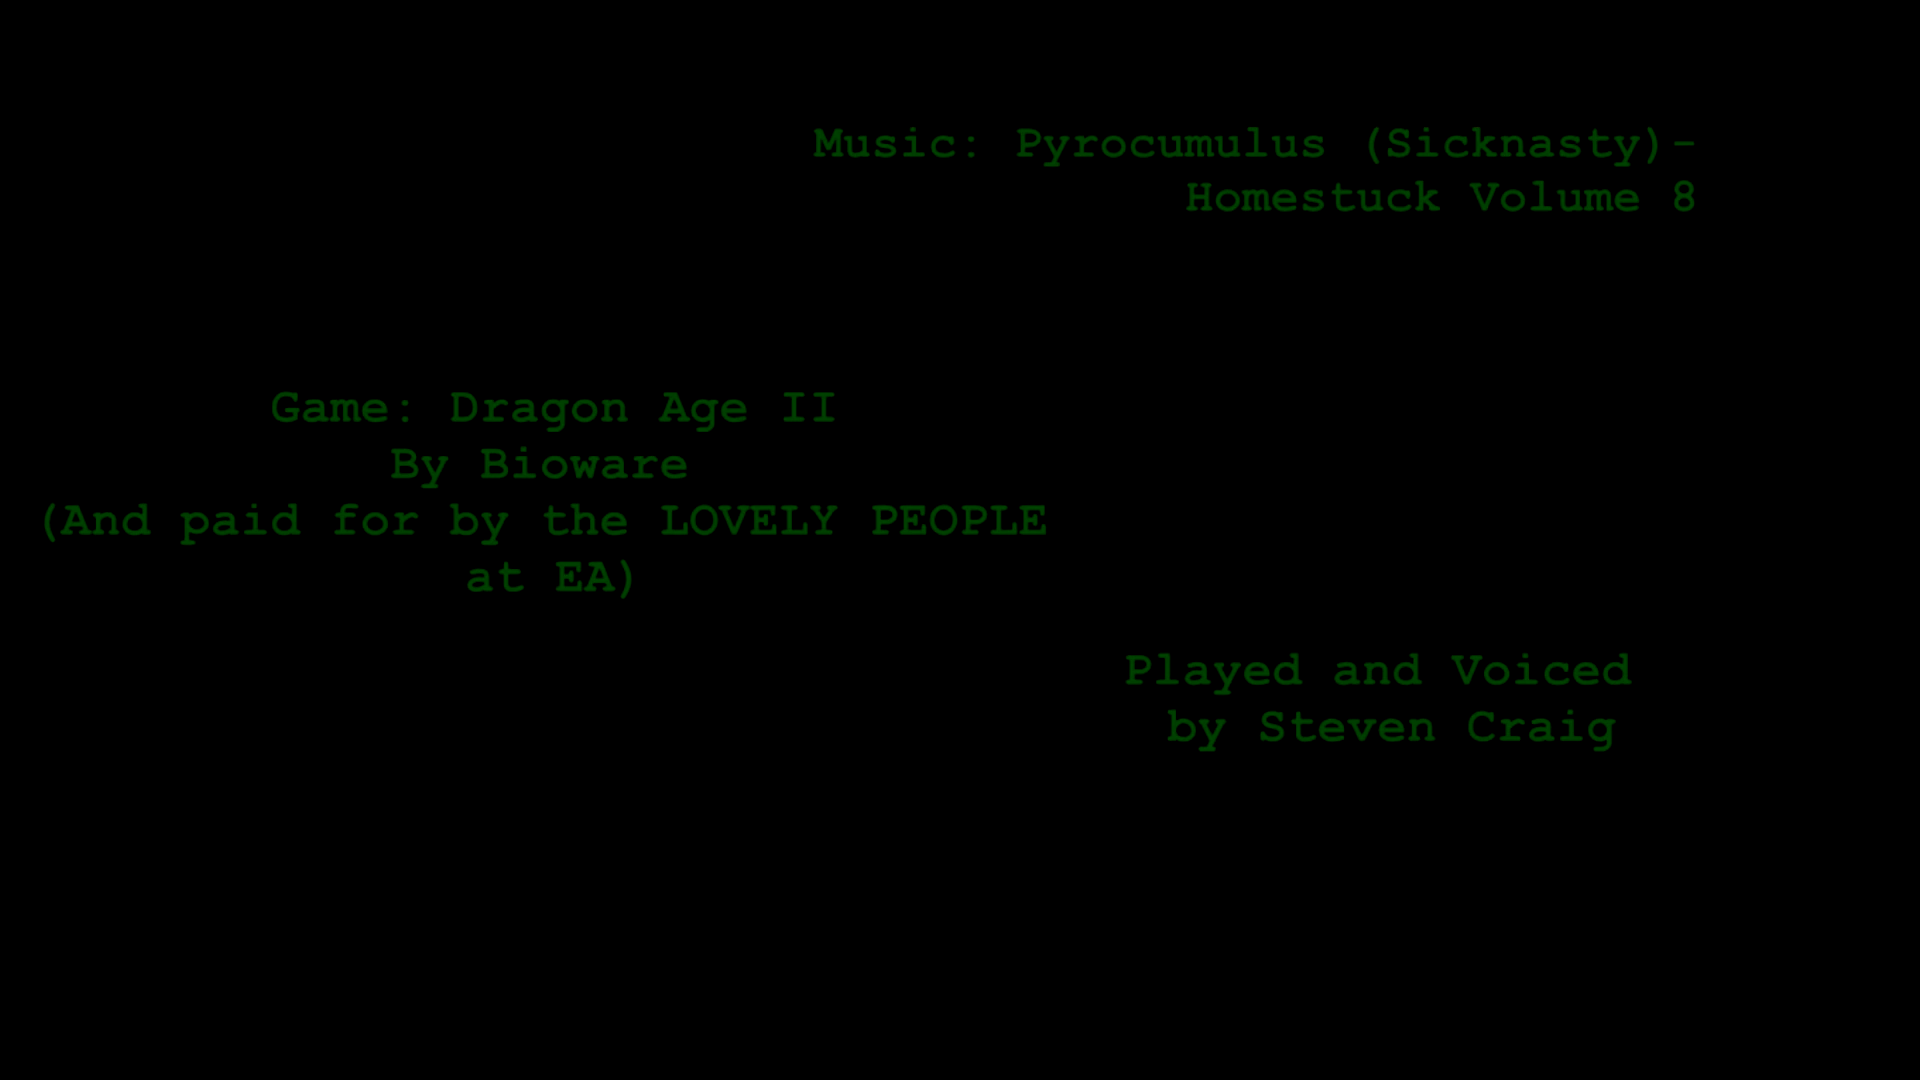 Music: Pyrocumulus (Sicknasty)-
Homestuck Volume 8
Game: Dragon Age II
By Bioware
(And paid for by the LOVELY PEOPLE
at EA)
Played and Voiced
by Steven Craig